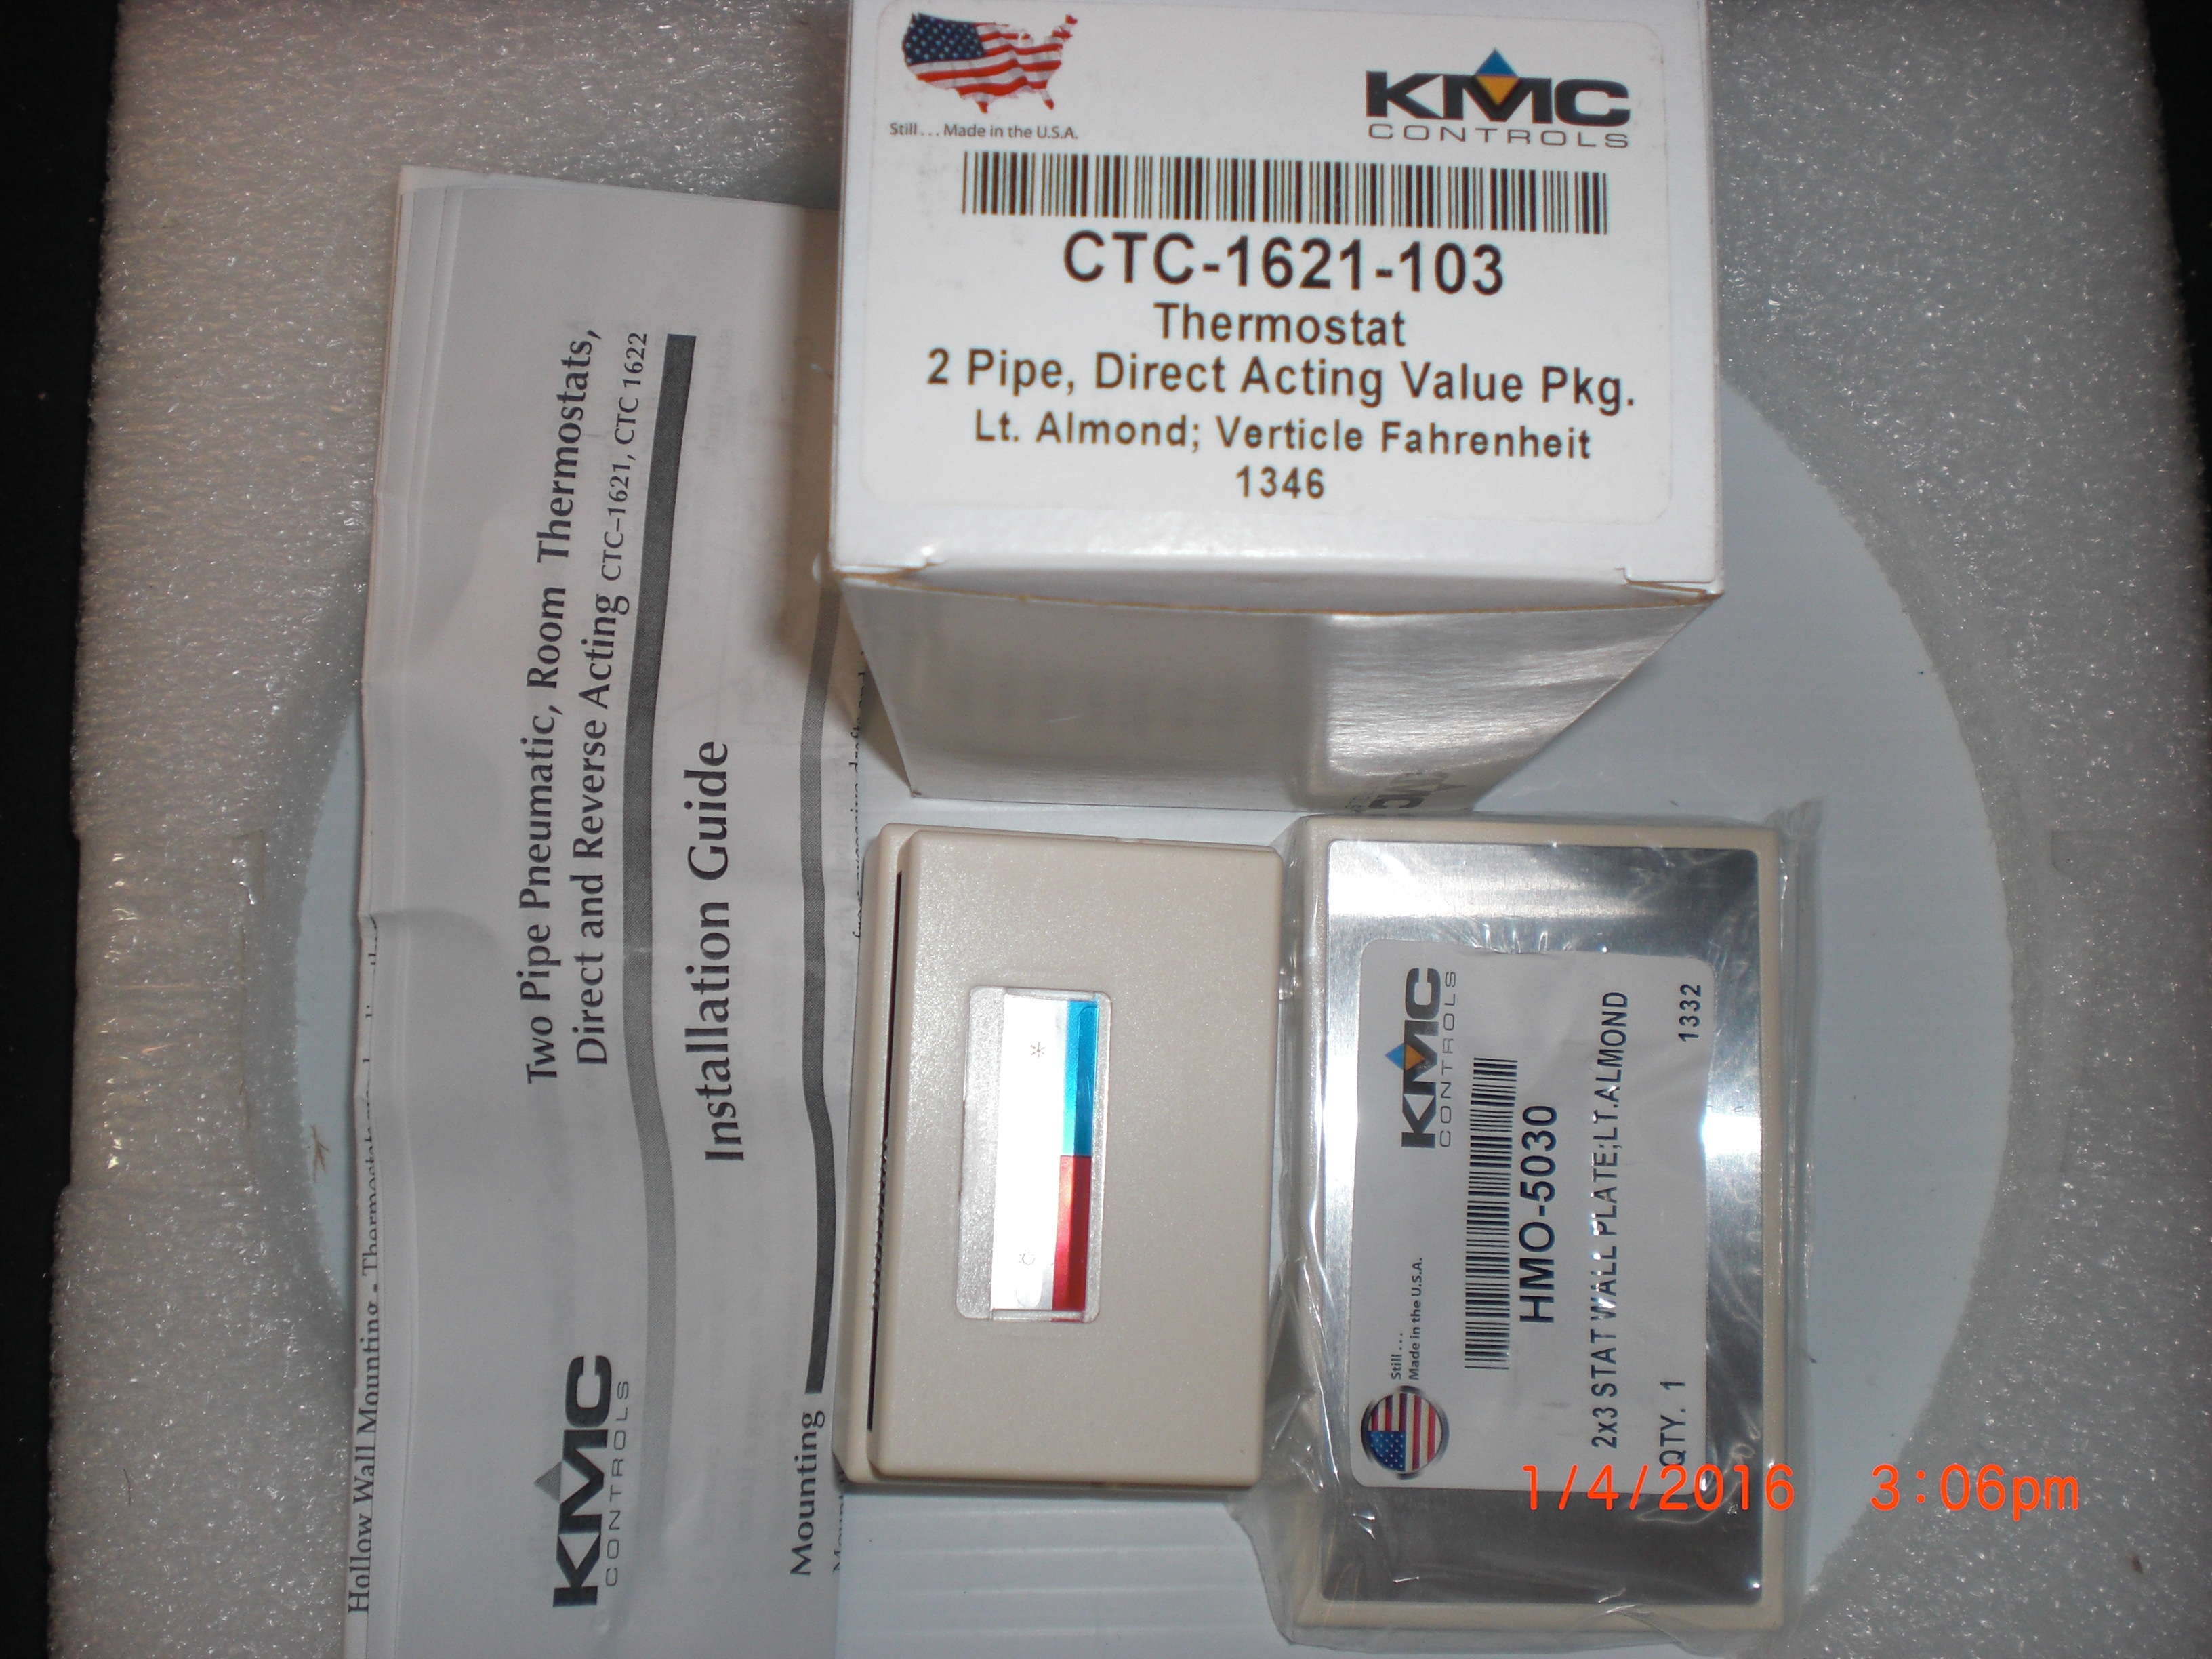 Still . . . Made in the U.S.A.
KMC
CONTROLS
CTC-1621-103
Thermostat
2 Pipe, Direct Acting Value Pkg.
Lt. Almond; Verticle Fahrenheit
1346
Two Pipe Pneumatic, Room Thermostats,
Direct and Reverse Acting CTC-1621, CTC 1622
KMC
CONTROLS
Installation Guide
Mounting
Hollow Wall Mounting - Thermostat
KMC
CONTROLS
Still . . .
Made in the U.S.A.
HMO-5030
2x3 STAT WALL PLATE;LT.ALMOND
QTY. 1
1332
KMC
1/4/2016 3:06pm